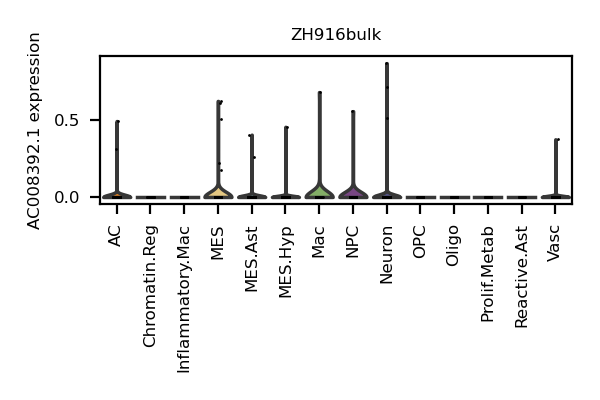 ZH916bulk
AC008392.1 expression
0.5
0.0
AC
Chromatin.Reg
Inflammatory.Mac
MES
MES.Ast
MES.Hyp
Mac
NPC
Neuron
OPC
Oligo
Prolif.Metab
Reactive.Ast
Vasc